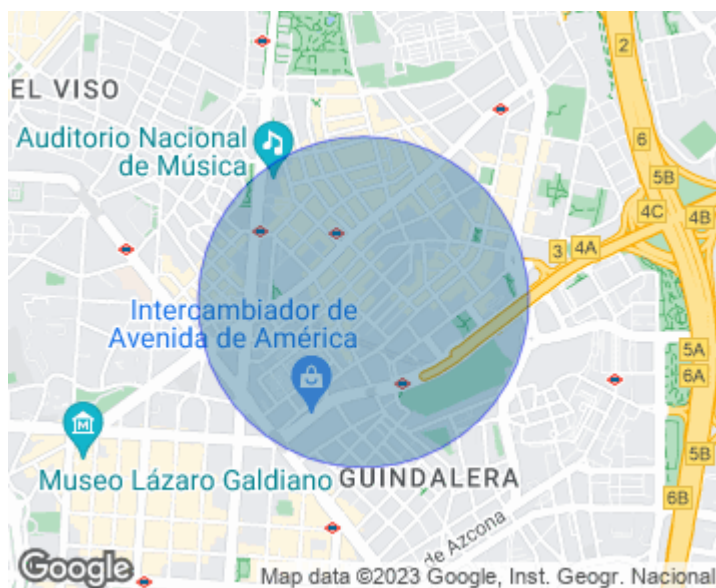 EL VISO
Auditorio Nacional
de Música
2
6
5B
4C
4B
3
4A
Intercambiador de
Avenida de América
5A
6A
Museo Lázaro Galdiano
GUINDALERA
5B
6B
de Azcona
Google
Map data ©2023 Google, Inst. Geogr. Nacional